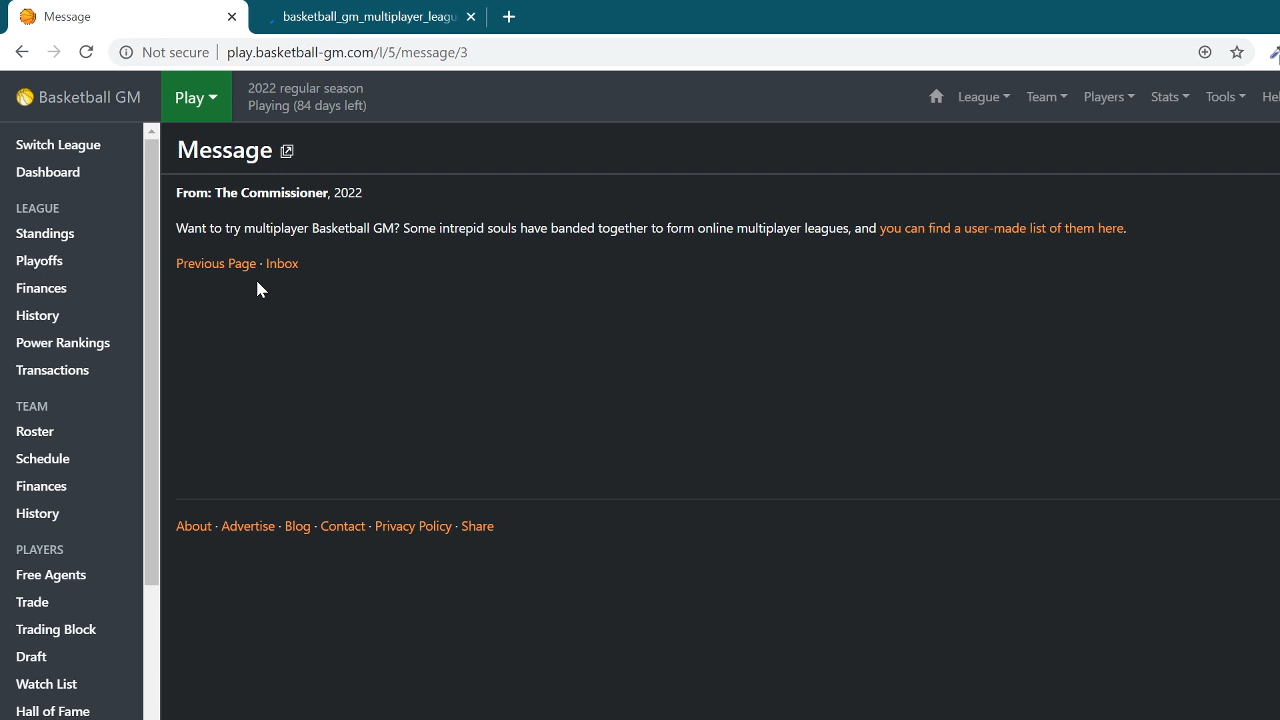 Message
basketball_gm_multiplayer_leagu
Not secure
play.basketball-gm.com/l/5/message/3
Basketball GM
Play
2022 regular season
Playing (84 days left)
League
Team
Players
Stats
Tools
Hel
Switch League
Dashboard
LEAGUE
Standings
Playoffs
Finances
History
Power Rankings
Transactions
TEAM
Roster
Schedule
Finances
History
PLAYERS
Free Agents
Trade
Trading Block
Draft
Watch List
Hall of Fame
Message
From: The Commissioner, 2022
Want to try multiplayer Basketball GM? Some intrepid souls have banded together to form online multiplayer leagues, and you can find a user-made list of them here.
Previous Page · Inbox
About · Advertise · Blog · Contact · Privacy Policy · Share